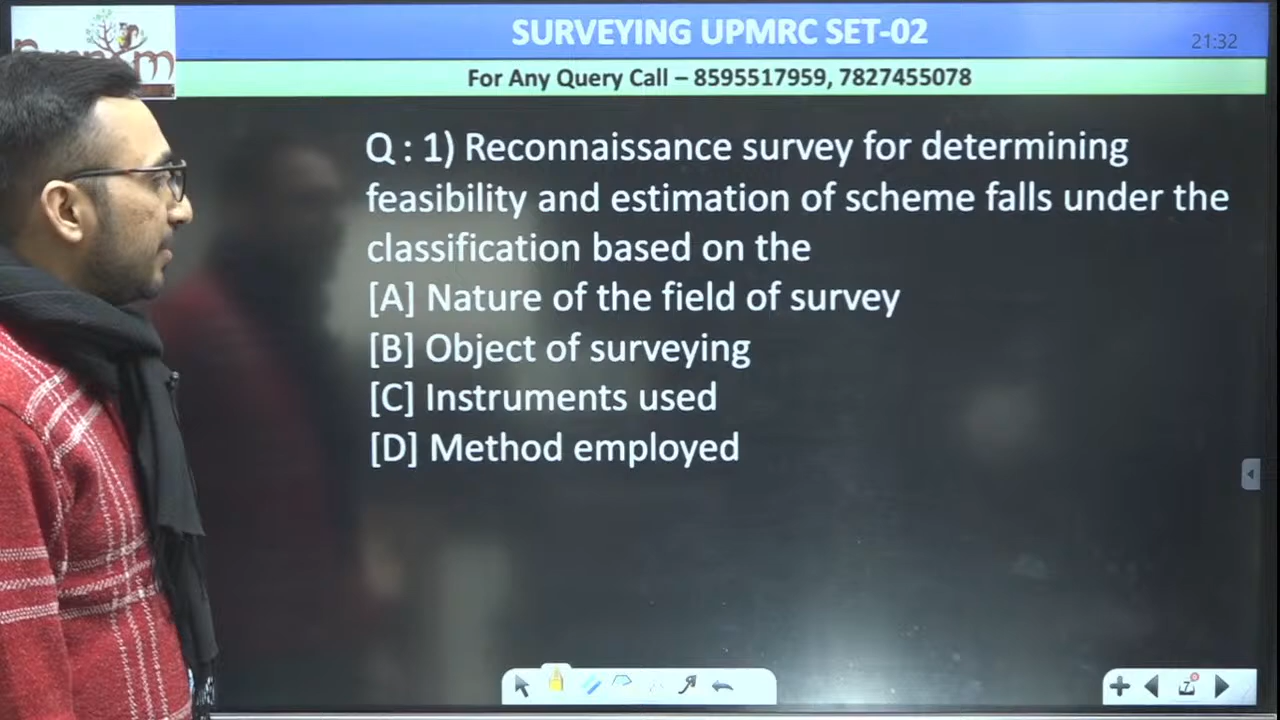 SURVEYING UPMRC SET-02
21:32
For Any Query Call – 8595517959, 7827455078
Q : 1) Reconnaissance survey for determining
feasibility and estimation of scheme falls under the
classification based on the
[A] Nature of the field of survey
[B] Object of surveying
[C] Instruments used
[D] Method employed